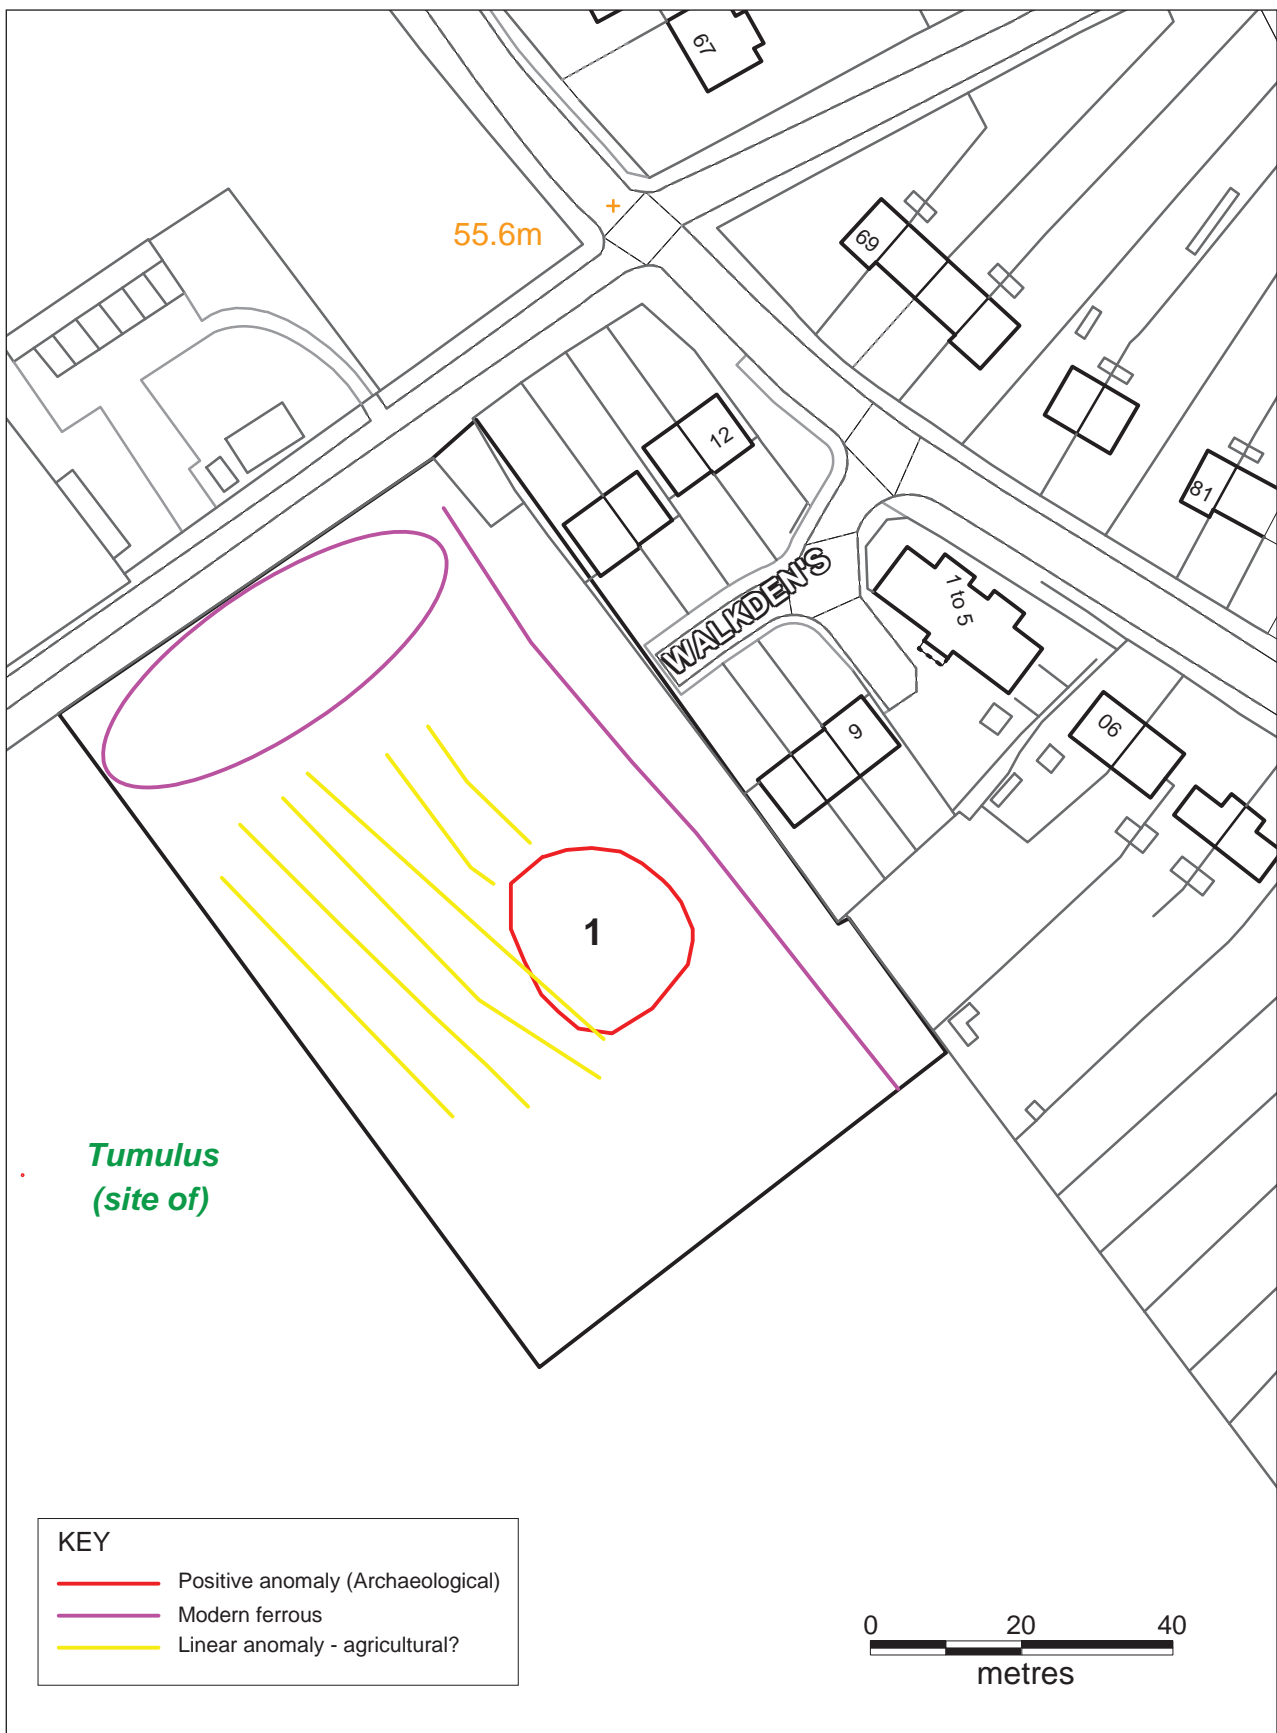 67
55.6m
69
12
81
WALKDEN'S
1 to 5
9
90
1
Tumulus
(site of)
KEY
Positive anomaly (Archaeological)
Modern ferrous
Linear anomaly - agricultural?
0 20 40
metres